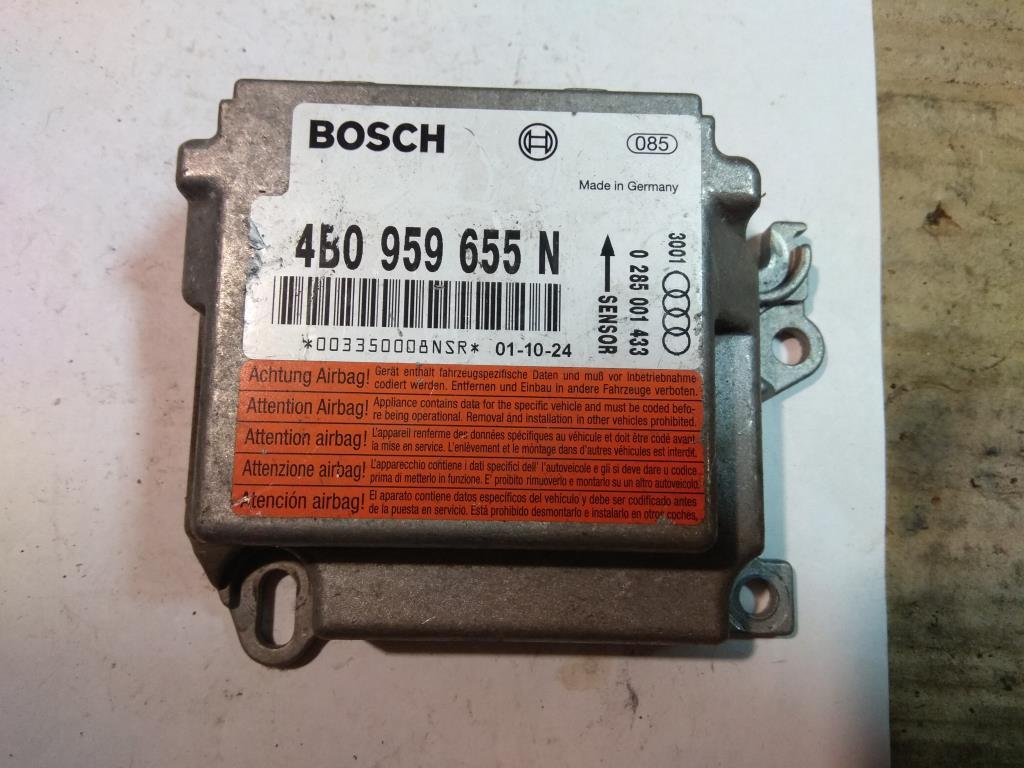 BOSCH
085
Made in Germany
4B0 959 655 N
3001
0 285 001 433
SENSOR
*003350008NSR* 01-10-24
Achtung Airbag! Gerät enthält fahrzeugspezifische Daten und muß vor Inbetriebnahme
codiert werden. Entfernen und Einbau in andere Fahrzeuge verboten.
Attention Airbag! Appliance contains data for the specific vehicle and must be coded befo-
re being operational. Removal and installation in other vehicles prohibited.
Attention airbag! L'appareil renferme des données spécifiques au véhicule et doit être codé avant
la mise en service. L'enlèvement et le montage dans d'autres véhicules est interdit.
Attenzione airbag! L'apparecchio contiene i dati specifici dell' l'autoveicolo e gli si deve dare u codice
prima di metterlo in funzione. E' proibito rimuoverlo e montarlo su un altro autoveicolo.
Atención airbag! El aparato contiene datos específicos del vehículo y debe ser codificado antes
de la puesta en servicio. Está prohibido desmontarlo e instalarlo en otros coches.